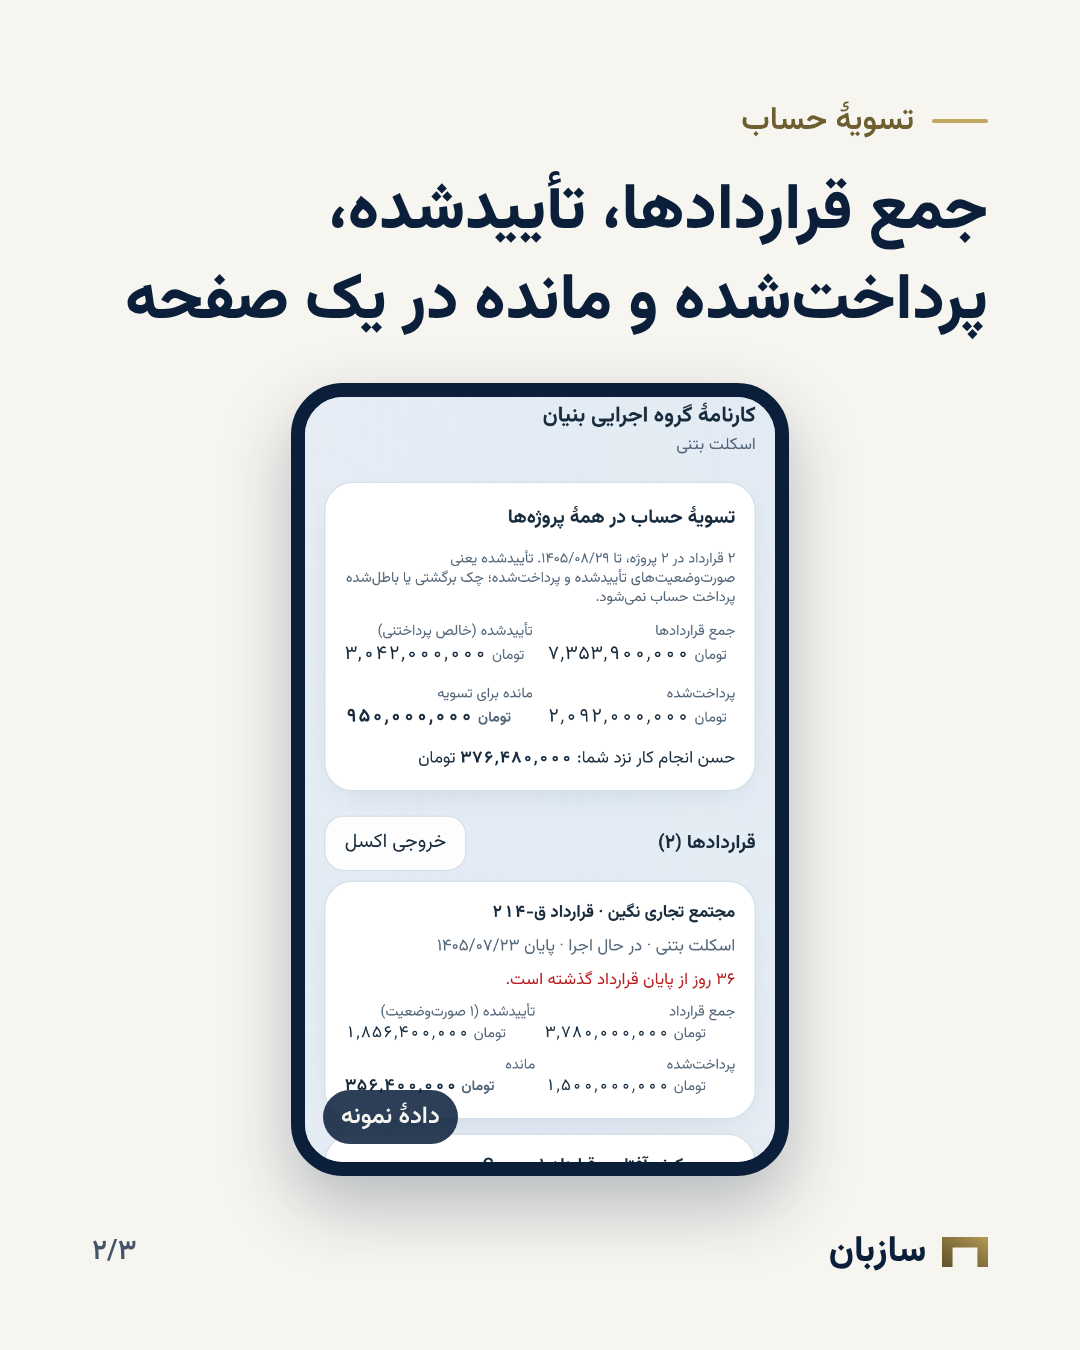 تسویهٔ حساب
جمع قراردادها، تأییدشده،
پرداخت‌شده و مانده در یک صفحه
کارنامهٔ گروه اجرایی بنیان
اسکلت بتنی
تسویهٔ حساب در همهٔ پروژه‌ها
۲ قرارداد در ۲ پروژه، تا ۱۴۰۵/۰۸/۲۹. تأییدشده یعنی
صورت‌وضعیت‌های تأییدشده و پرداخت‌شده؛ چک برگشتی یا باطل‌شده
پرداخت حساب نمی‌شود.
جمع قراردادها
۷,۳۵۳,۹۰۰,۰۰۰ تومان
تأییدشده (خالص پرداختنی)
۳,۰۴۲,۰۰۰,۰۰۰ تومان
پرداخت‌شده
۲,۰۹۲,۰۰۰,۰۰۰ تومان
مانده برای تسویه
۹۵۰,۰۰۰,۰۰۰ تومان
حسن انجام کار نزد شما: ۳۷۶,۴۸۰,۰۰۰ تومان
قراردادها (۲)
خروجی اکسل
مجتمع تجاری نگین · قرارداد ق-۲۱۴
اسکلت بتنی · در حال اجرا · پایان ۱۴۰۵/۰۷/۲۳
۳۶ روز از پایان قرارداد گذشته است.
جمع قرارداد
۳,۷۸۰,۰۰۰,۰۰۰ تومان
تأییدشده (۱ صورت‌وضعیت)
۱,۸۵۶,۴۰۰,۰۰۰ تومان
پرداخت‌شده
۱,۵۰۰,۰۰۰,۰۰۰ تومان
مانده
۳۵۶,۴۰۰,۰۰۰ تومان
دادهٔ نمونه
سازبان
۲/۳